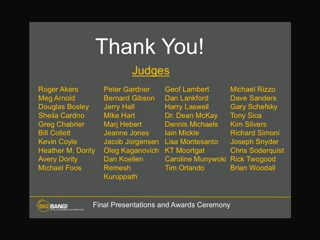 Thank You!
Judges
Roger Akers
Meg Arnold
Douglas Bosley
Sheila Cardno
Greg Chabrier
Bill Collett
Kevin Coyle
Heather M. Dority
Avery Dority
Michael Foos
Peter Gardner
Bernard Gibson
Jerry Hall
Mike Hart
Marj Hebert
Jeanne Jones
Jacob Jorgensen
Oleg Kaganovich
Dan Koellen
Remesh
Kuruppath
Geof Lambert
Dan Lankford
Harry Laswell
Dr. Dean McKay
Dennis Michaels
Iain Mickle
Lisa Montesanto
KT Moortgat
Caroline Munywoki
Tim Orlando
Michael Rizzo
Dave Sanders
Gary Schefsky
Tony Sica
Kim Silvers
Richard Simoni
Joseph Snyder
Chris Soderquist
Rick Twogood
Brian Woodall
BIG BANG!
Final Presentations and Awards Ceremony